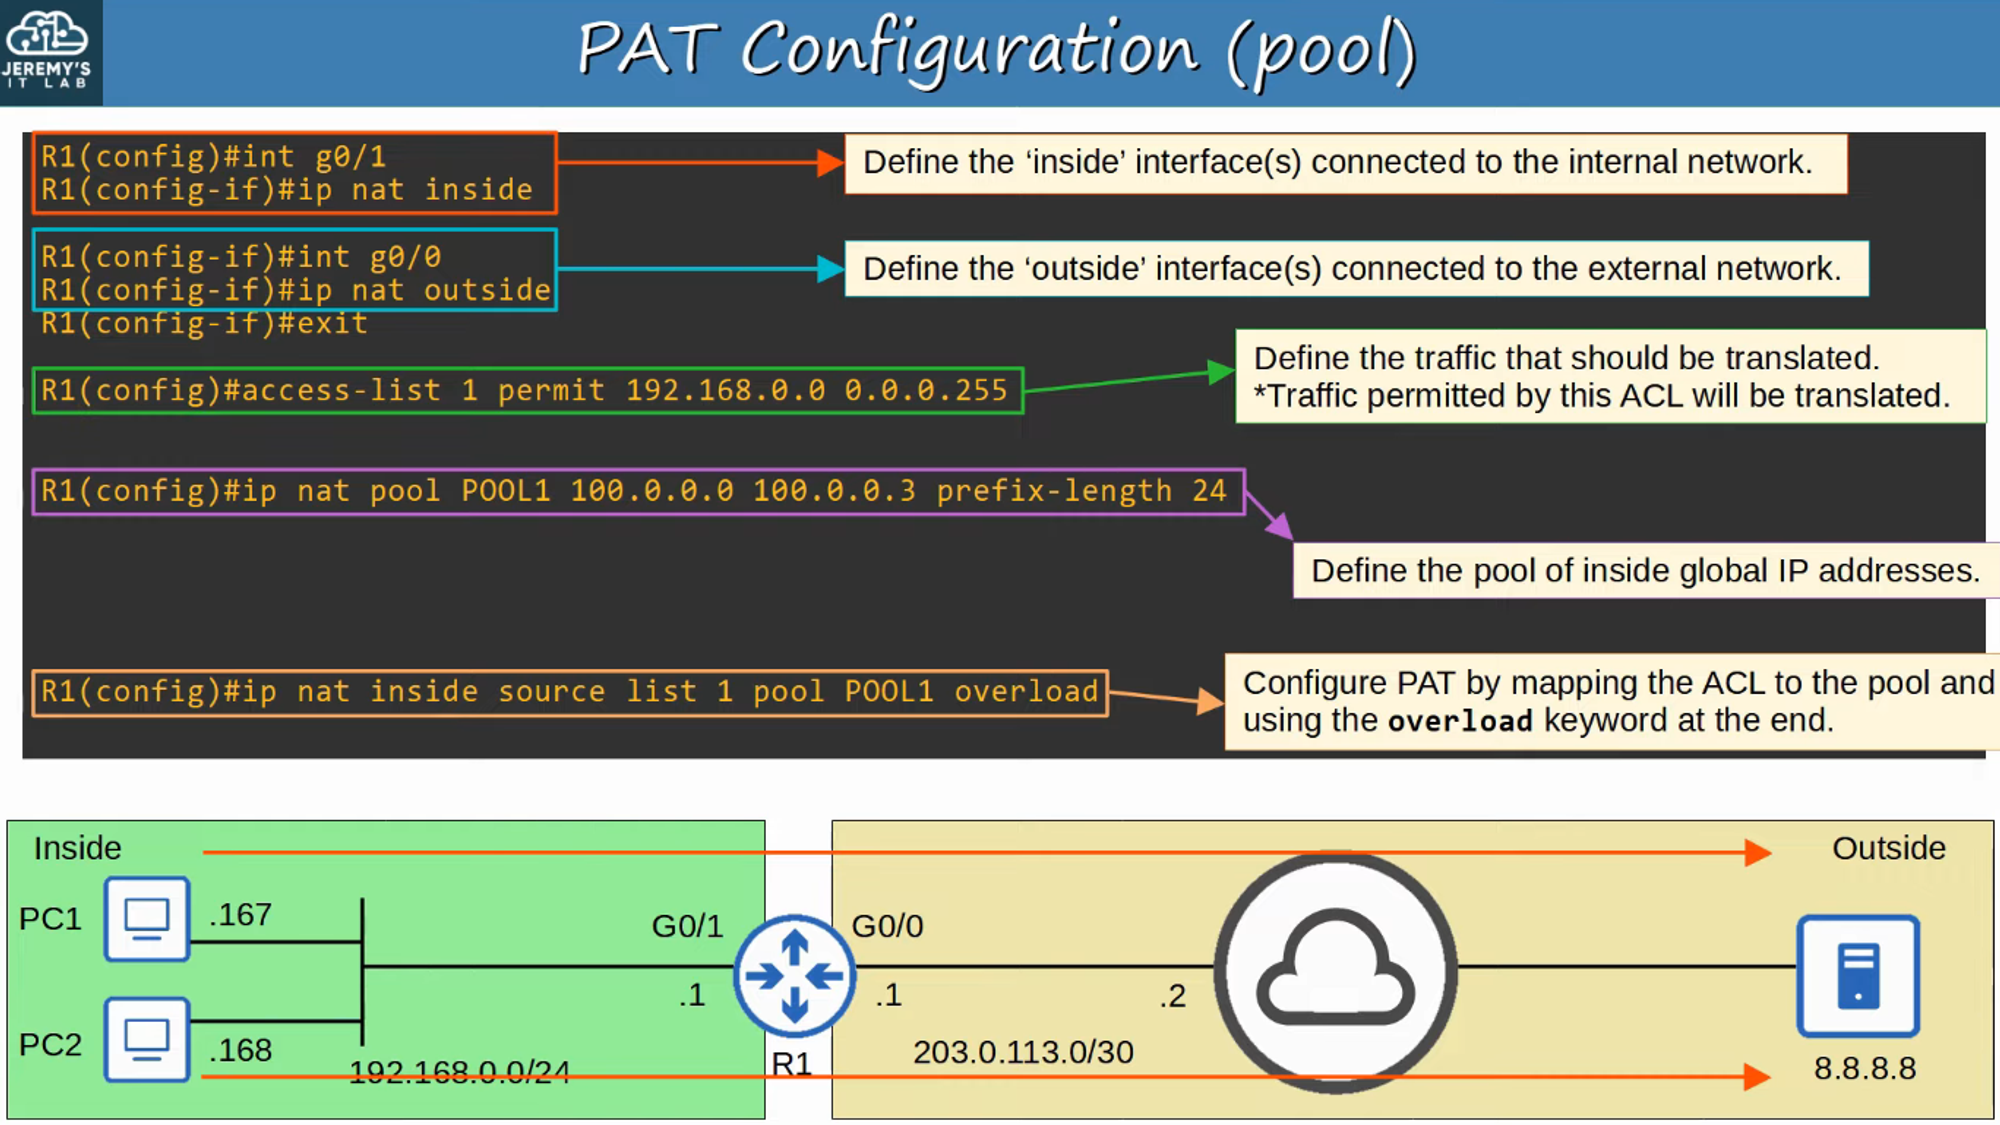 JEREMY'S
IT LAB
PAT Configuration (pool)
R1(config)#int g0/1
R1(config-if)#ip nat inside
Define the ‘inside’ interface(s) connected to the internal network.
R1(config-if)#int g0/0
R1(config-if)#ip nat outside
Define the ‘outside’ interface(s) connected to the external network.
R1(config-if)#exit
R1(config)#access-list 1 permit 192.168.0.0 0.0.0.255
Define the traffic that should be translated.
*Traffic permitted by this ACL will be translated.
R1(config)#ip nat pool POOL1 100.0.0.0 100.0.0.3 prefix-length 24
Define the pool of inside global IP addresses.
R1(config)#ip nat inside source list 1 pool POOL1 overload
Configure PAT by mapping the ACL to the pool and
using the overload keyword at the end.
Inside
Outside
PC1
.167
G0/1
G0/0
.1
.1
.2
PC2
.168
192.168.0.0/24
R1
203.0.113.0/30
8.8.8.8